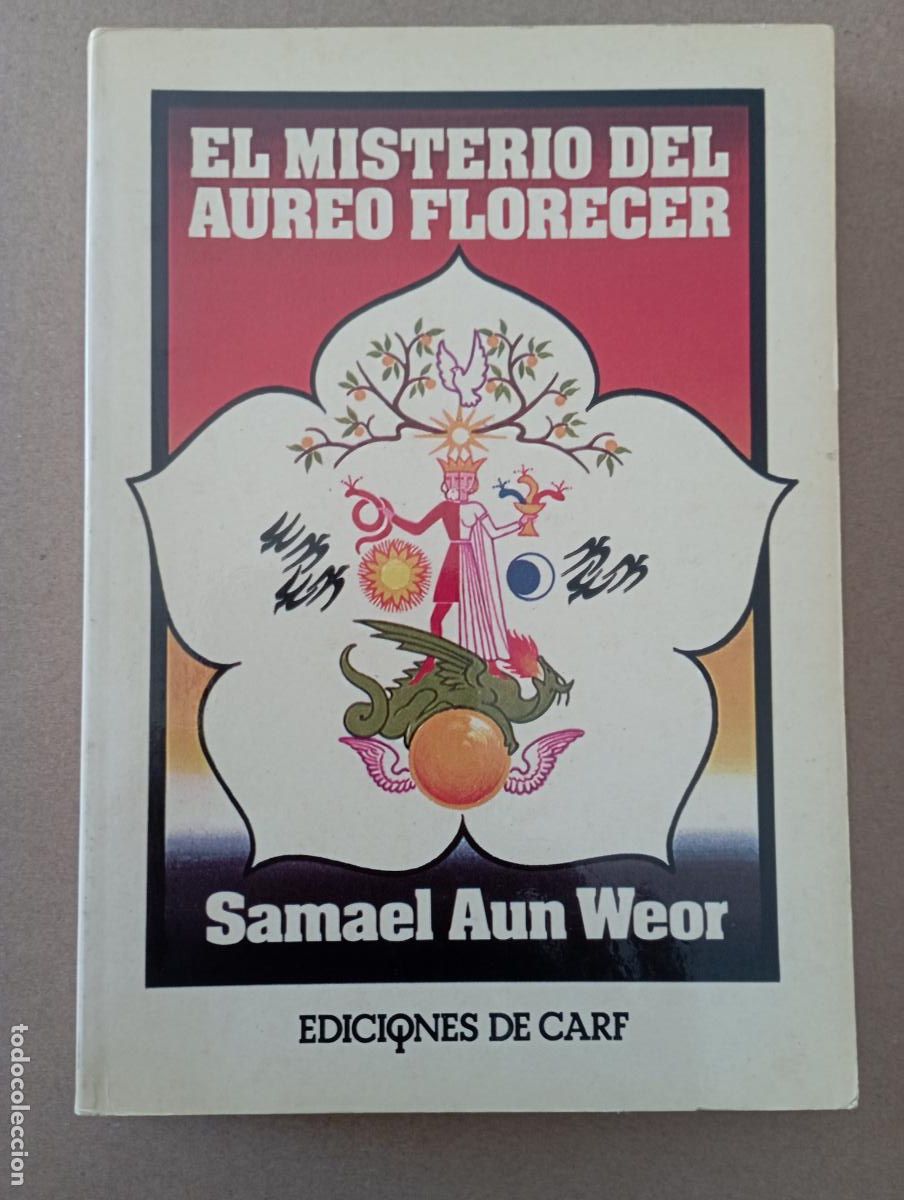 EL MISTERIO DEL
AUREO FLORECER
Samael Aun Weor
EDICIONES DE CARF
todocoleccion